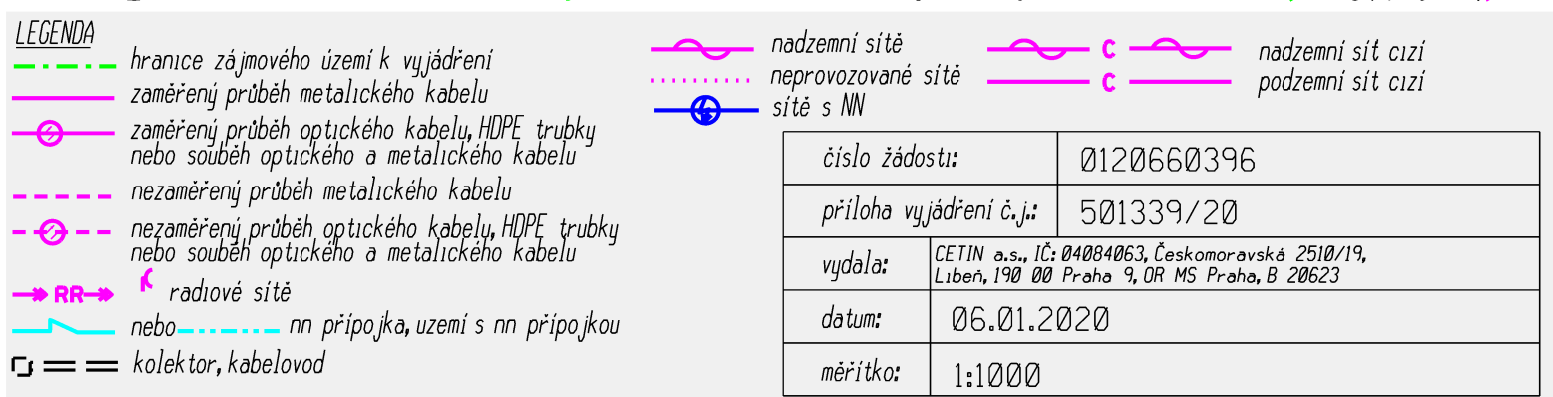 LEGENDA
hranice zájmového území k vyjádření
zaměřený průběh metalického kabelu
zaměřený průběh optického kabelu, HDPE trubky
nebo souběh optického a metalického kabelu
nezaměřený průběh metalického kabelu
nezaměřený průběh optického kabelu, HDPE trubky
nebo souběh optického a metalického kabelu
RR radiové sítě
nebo nn přípojka, uzemí s nn přípojkou
kolektor, kabelovod
nadzemní sítě
neprovozované sítě
sítě s NN
C nadzemní sít cizí
C podzemní sít cizí
číslo žádosti: 0120660396
příloha vyjádření č.j.: 501339/20
vydala: CETIN a.s., IČ: 04084063, Českomoravská 2510/19,
Libeň, 190 00 Praha 9, OR MS Praha, B 20623
datum: 06.01.2020
měřítko: 1:1000